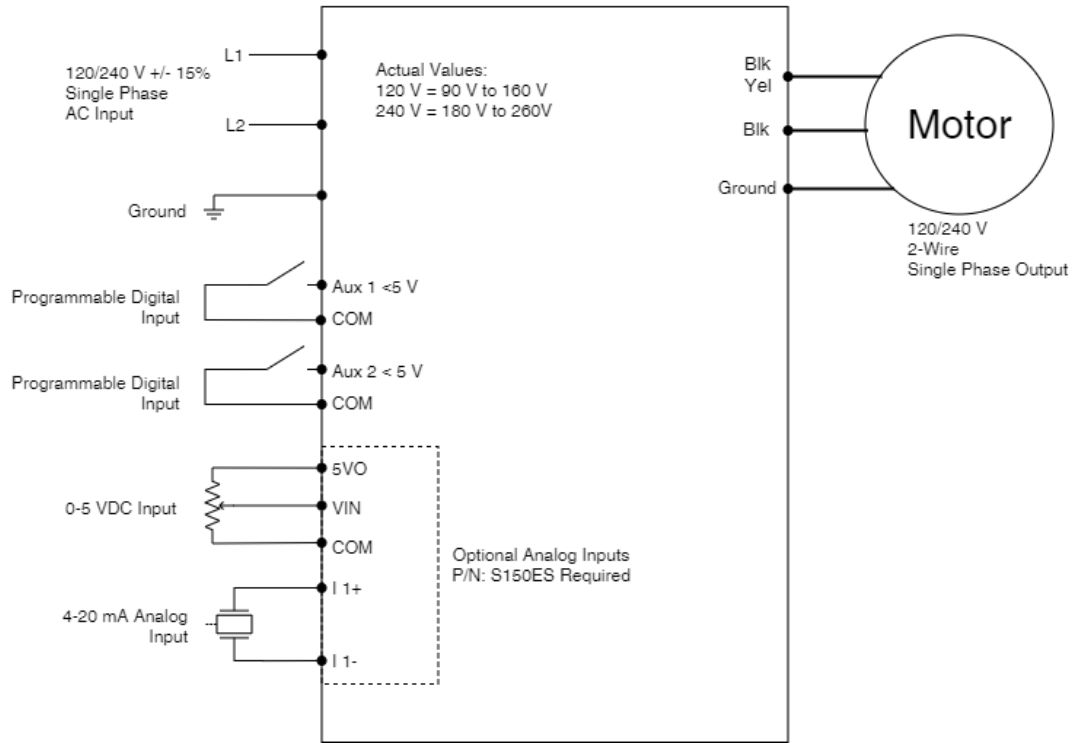 L1
120/240 V +/- 15%
Single Phase
AC Input
L2
Actual Values:
120 V = 90 V to 160 V
240 V = 180 V to 260V
Ground
Blk
Yel
Blk
Ground
Motor
120/240 V
2-Wire
Single Phase Output
Programmable Digital
Input
Aux 1 <5 V
COM
Programmable Digital
Input
Aux 2 < 5 V
COM
0-5 VDC Input
5VO
VIN
COM
4-20 mA Analog
Input
I 1+
I 1-
Optional Analog Inputs
P/N: S150ES Required